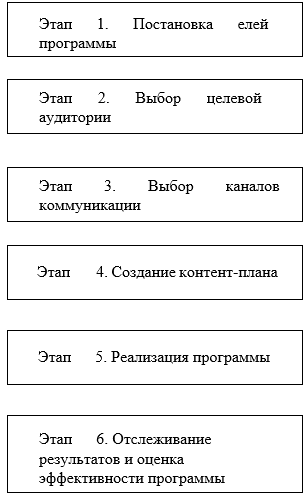 Этап 1. Постановка елей
программы
Этап 2. Выбор целевой
аудитории
Этап 3. Выбор каналов
коммуникации
Этап 4. Создание контент-плана
Этап 5. Реализация программы
Этап 6. Отслеживание
результатов и оценка
эффективности программы